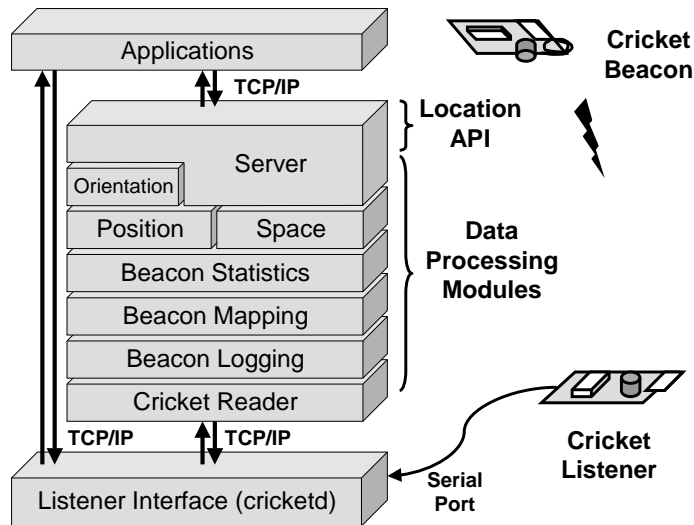 Applications
Cricket
Beacon
TCP/IP
Location
API
Server
Orientation
Position
Space
Data
Processing
Modules
Beacon Statistics
Beacon Mapping
Beacon Logging
Cricket Reader
TCP/IP
TCP/IP
Cricket
Listener
Serial
Port
Listener Interface (cricketd)